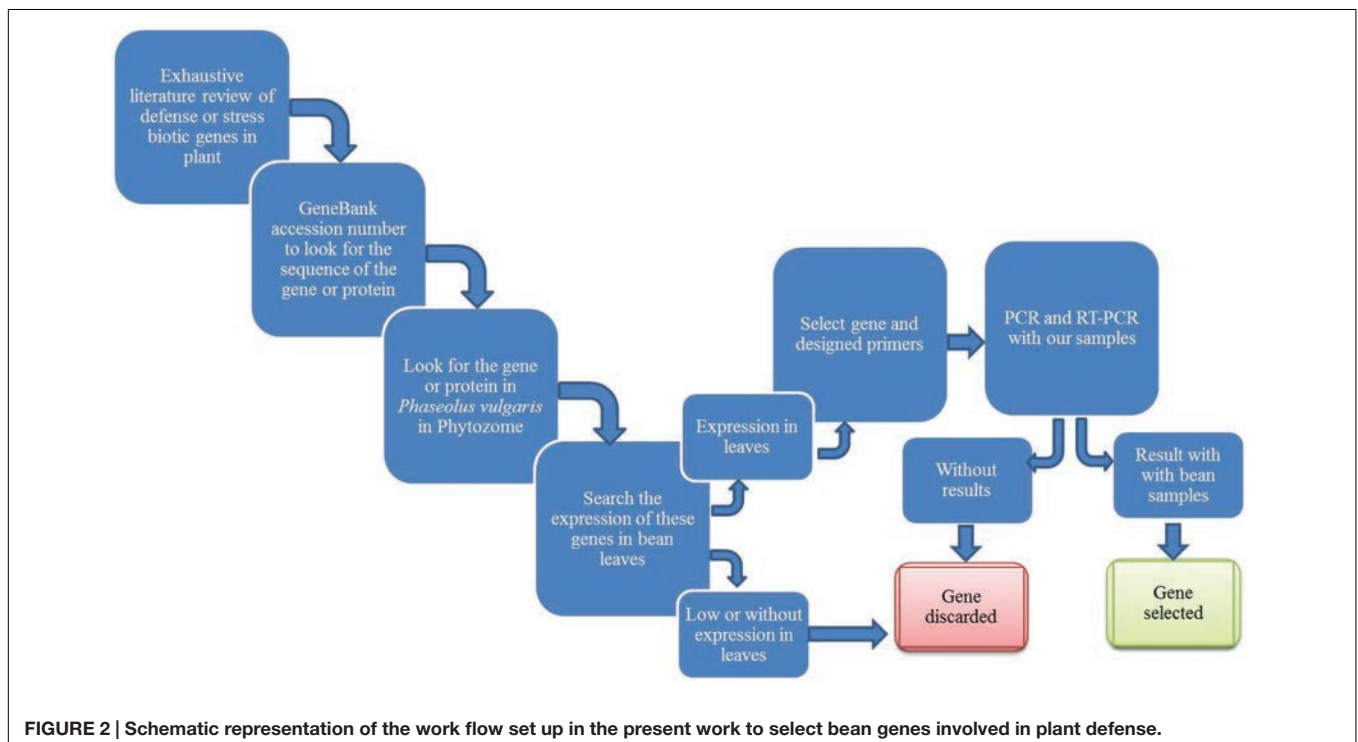 Exhaustive
literature review of
defense or stress
biotic genes in
plant
GeneBank
accession number
to look for the
sequence of the
gene or protein
Look for the gene
or protein in
Phaseolus vulgaris
in Phytozome
Search the
expression of these
genes in bean
leaves
Expression in
leaves
Low or without
expression in
leaves
Select gene and
designed primers
PCR and RT-PCR
with our samples
Without
results
Result with
with bean
samples
Gene
discarded
Gene
selected
FIGURE 2 | Schematic representation of the work flow set up in the present work to select bean genes involved in plant defense.